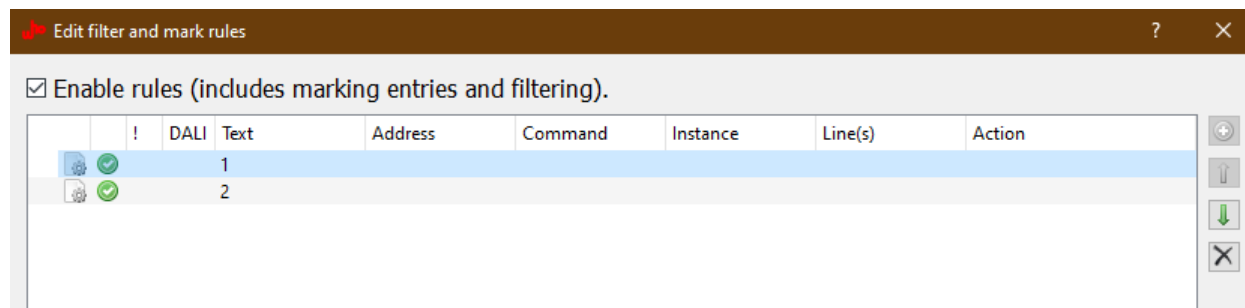 Edit filter and mark rules ?
Enable rules (includes marking entries and filtering).
! DALI Text Address Command Instance Line(s) Action
1
2